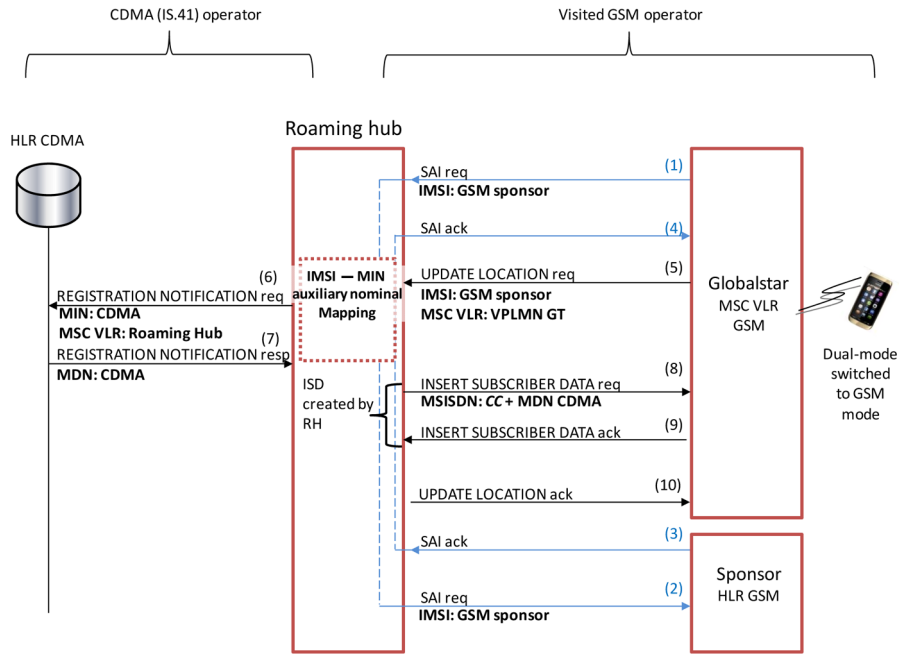 CDMA (IS.41) operator
Visited GSM operator
HLR CDMA
Roaming hub
SAI req
(1)
IMSI: GSM sponsor
SAI ack
(4)
UPDATE LOCATION req
(5)
IMSI: GSM sponsor
MSC VLR: VPLMN GT
IMSI — MIN
auxiliary nominal
Mapping
(6)
REGISTRATION NOTIFICATION req
MIN: CDMA
MSC VLR: Roaming Hub
(7)
REGISTRATION NOTIFICATION resp
MDN: CDMA
Globalstar
MSC VLR
GSM
Dual-mode
switched
to GSM
mode
ISD
created by
RH
(8)
INSERT SUBSCRIBER DATA req
MSISDN: CC + MDN CDMA
(9)
INSERT SUBSCRIBER DATA ack
(10)
UPDATE LOCATION ack
(3)
SAI ack
(2)
SAI req
IMSI: GSM sponsor
Sponsor
HLR GSM